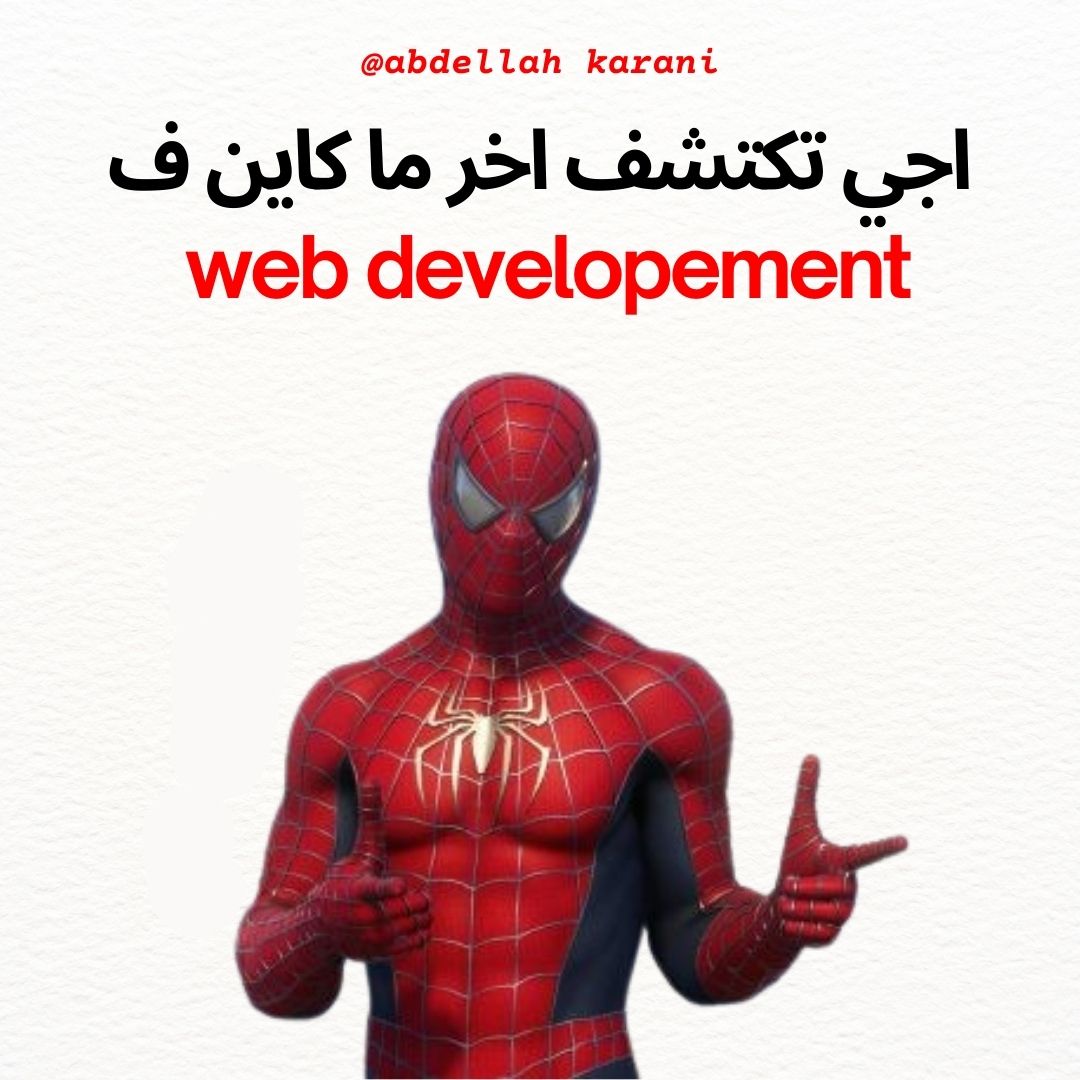 @abdellah karani
اجي تكتشف اخر ما كاين ف
web developement